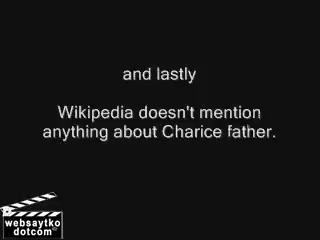 and lastly
Wikipedia doesn't mention
anything about Charice father.
websaytko
dotcom